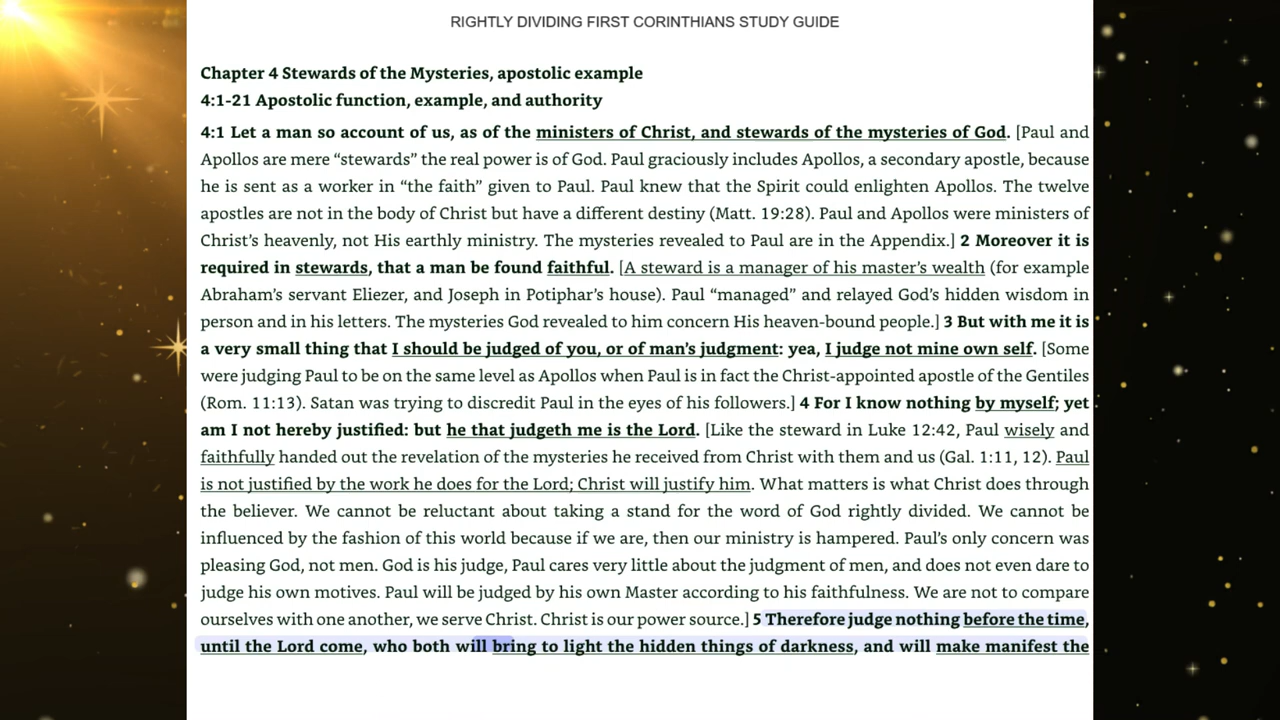 RIGHTLY DIVIDING FIRST CORINTHIANS STUDY GUIDE
Chapter 4 Stewards of the Mysteries, apostolic example
4:1-21 Apostolic function, example, and authority
4:1 Let a man so account of us, as of the ministers of Christ, and stewards of the mysteries of God. [Paul and
Apollos are mere “stewards” the real power is of God. Paul graciously includes Apollos, a secondary apostle, because
he is sent as a worker in “the faith” given to Paul. Paul knew that the Spirit could enlighten Apollos. The twelve
apostles are not in the body of Christ but have a different destiny (Matt. 19:28). Paul and Apollos were ministers of
Christ’s heavenly, not His earthly ministry. The mysteries revealed to Paul are in the Appendix.] 2 Moreover it is
required in stewards, that a man be found faithful. [A steward is a manager of his master’s wealth (for example
Abraham’s servant Eliezer, and Joseph in Potiphar’s house). Paul “managed” and relayed God’s hidden wisdom in
person and in his letters. The mysteries God revealed to him concern His heaven-bound people.] 3 But with me it is
a very small thing that I should be judged of you, or of man’s judgment: yea, I judge not mine own self. [Some
were judging Paul to be on the same level as Apollos when Paul is in fact the Christ-appointed apostle of the Gentiles
(Rom. 11:13). Satan was trying to discredit Paul in the eyes of his followers.] 4 For I know nothing by myself; yet
am I not hereby justified: but he that judgeth me is the Lord. [Like the steward in Luke 12:42, Paul wisely and
faithfully handed out the revelation of the mysteries he received from Christ with them and us (Gal. 1:11, 12). Paul
is not justified by the work he does for the Lord; Christ will justify him. What matters is what Christ does through
the believer. We cannot be reluctant about taking a stand for the word of God rightly divided. We cannot be
influenced by the fashion of this world because if we are, then our ministry is hampered. Paul’s only concern was
pleasing God, not men. God is his judge, Paul cares very little about the judgment of men, and does not even dare to
judge his own motives. Paul will be judged by his own Master according to his faithfulness. We are not to compare
ourselves with one another, we serve Christ. Christ is our power source.] 5 Therefore judge nothing before the time,
until the Lord come, who both will bring to light the hidden things of darkness, and will make manifest the